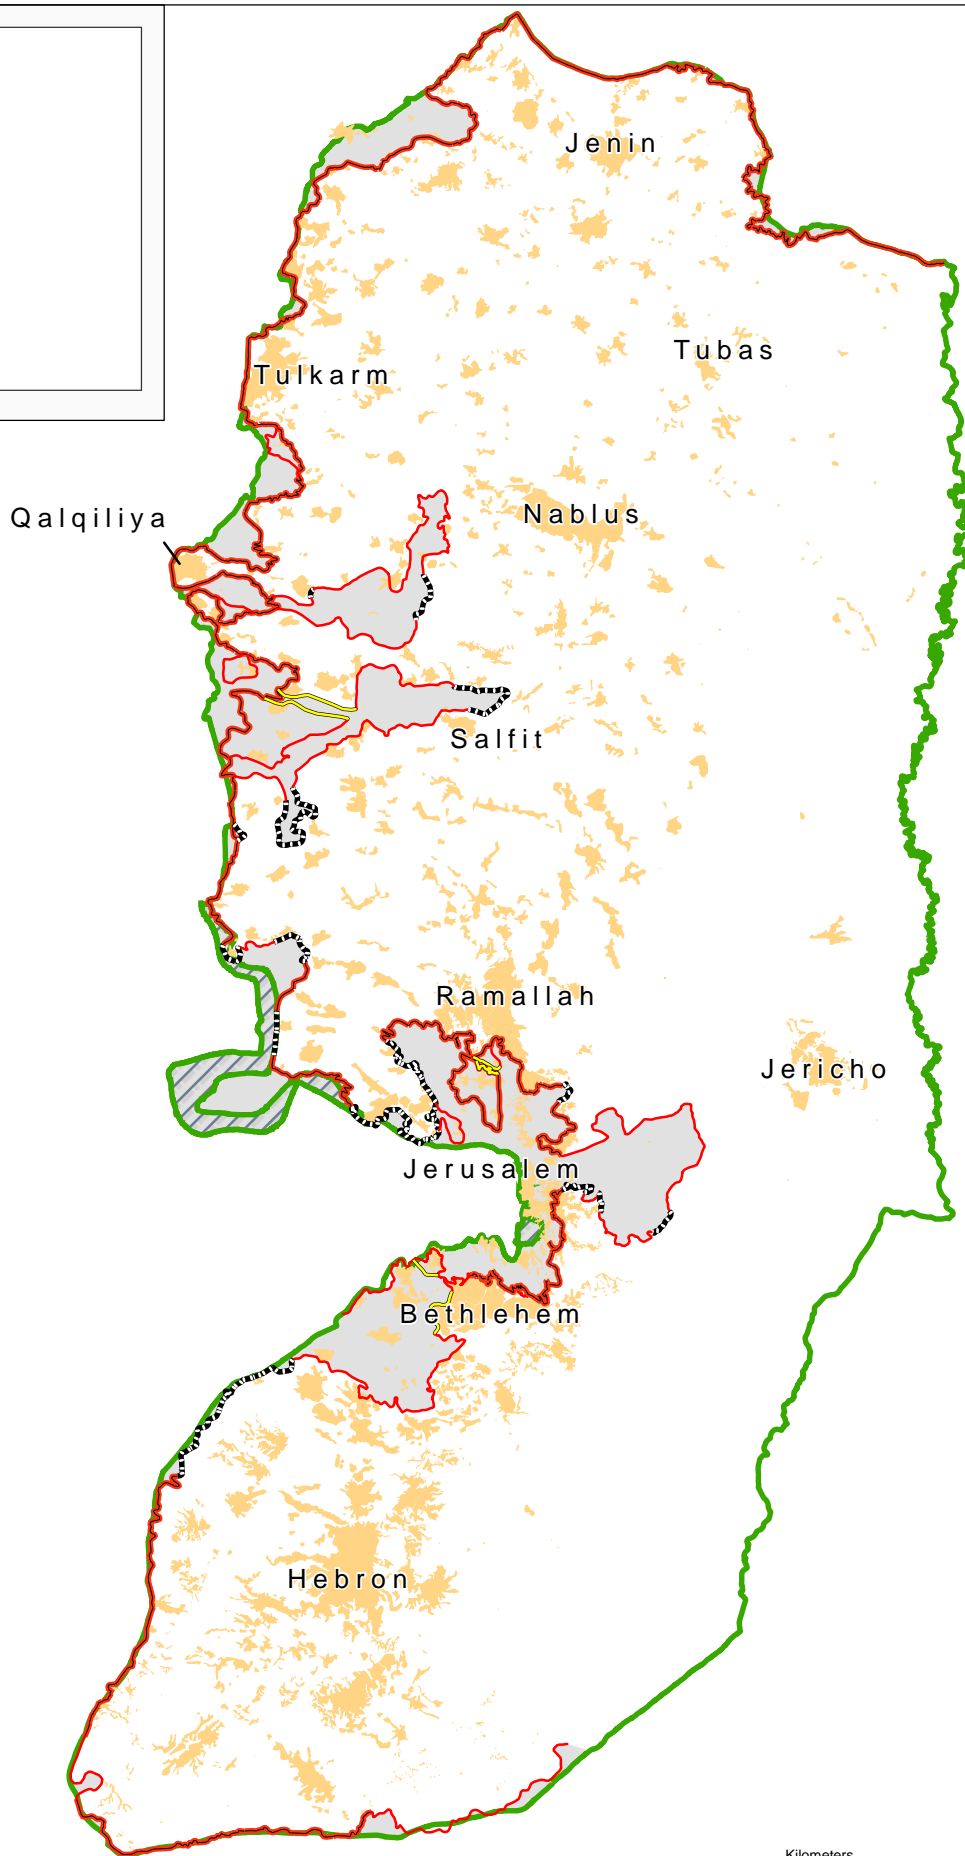 Jenin
Tubas
Tulkarm
Nablus
Qalqiliya
Salfit
Ramallah
Jericho
Jerusalem
Bethlehem
Hebron
Kilometers